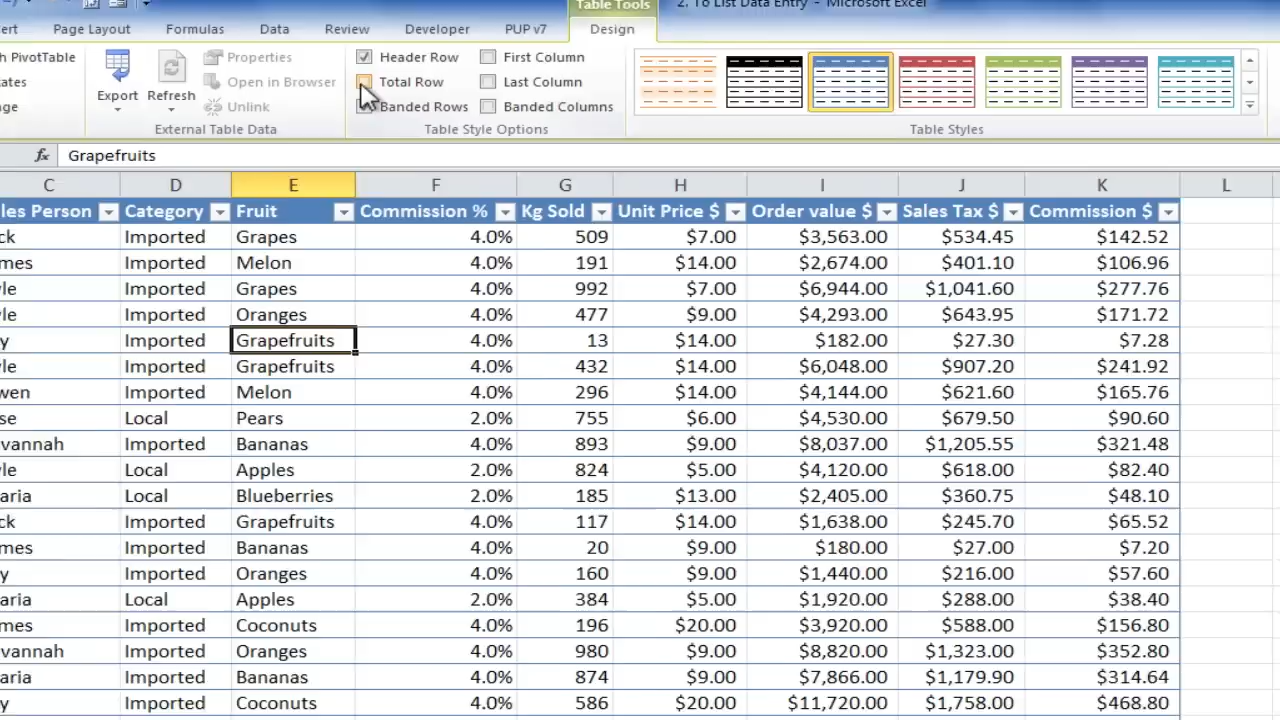 Table Tools
2. To List Data Entry - Microsoft Excel
ert Page Layout Formulas Data Review Developer PUP v7 Design
h PivotTable Properties Header Row First Column
ates Export Refresh Open in Browser Total Row Last Column
nge Unlink Banded Rows Banded Columns
External Table Data Table Style Options Table Styles
fx Grapefruits
C D E F G H I J K L
les Person Category Fruit Commission % Kg Sold Unit Price $ Order value $ Sales Tax $ Commission $
ck Imported Grapes 4.0% 509 $7.00 $3,563.00 $534.45 $142.52
mes Imported Melon 4.0% 191 $14.00 $2,674.00 $401.10 $106.96
le Imported Grapes 4.0% 992 $7.00 $6,944.00 $1,041.60 $277.76
le Imported Oranges 4.0% 477 $9.00 $4,293.00 $643.95 $171.72
y Imported Grapefruits 4.0% 13 $14.00 $182.00 $27.30 $7.28
le Imported Grapefruits 4.0% 432 $14.00 $6,048.00 $907.20 $241.92
wen Imported Melon 4.0% 296 $14.00 $4,144.00 $621.60 $165.76
se Local Pears 2.0% 755 $6.00 $4,530.00 $679.50 $90.60
vannah Imported Bananas 4.0% 893 $9.00 $8,037.00 $1,205.55 $321.48
le Local Apples 2.0% 824 $5.00 $4,120.00 $618.00 $82.40
aria Local Blueberries 2.0% 185 $13.00 $2,405.00 $360.75 $48.10
ck Imported Grapefruits 4.0% 117 $14.00 $1,638.00 $245.70 $65.52
mes Imported Bananas 4.0% 20 $9.00 $180.00 $27.00 $7.20
y Imported Oranges 4.0% 160 $9.00 $1,440.00 $216.00 $57.60
aria Local Apples 2.0% 384 $5.00 $1,920.00 $288.00 $38.40
mes Imported Coconuts 4.0% 196 $20.00 $3,920.00 $588.00 $156.80
vannah Imported Oranges 4.0% 980 $9.00 $8,820.00 $1,323.00 $352.80
aria Imported Bananas 4.0% 874 $9.00 $7,866.00 $1,179.90 $314.64
y Imported Coconuts 4.0% 586 $20.00 $11,720.00 $1,758.00 $468.80